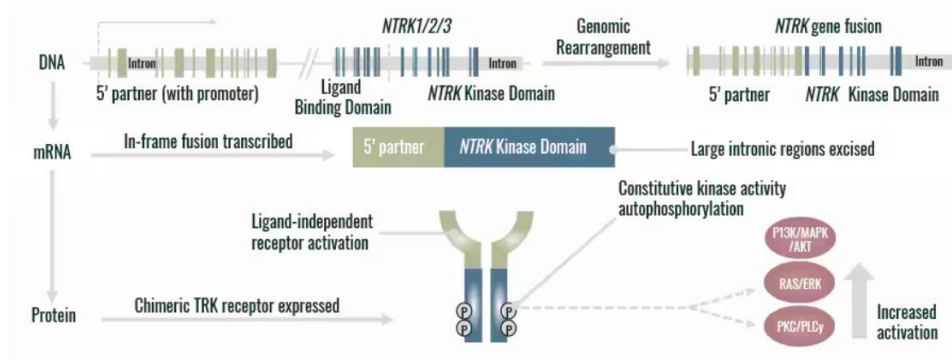 NTRK1/2/3
Genomic
Rearrangement
NTRK gene fusion
DNA
Intron
Intron
Intron
5' partner (with promoter)
Ligand
Binding Domain
NTRK Kinase Domain
5' partner
NTRK Kinase Domain
mRNA
In-frame fusion transcribed
5' partner
NTRK Kinase Domain
Large intronic regions excised
Ligand-independent
receptor activation
Constitutive kinase activity
autophosphorylation
P13K/MAPK
/AKT
RAS/ERK
PKC/PLCy
Increased
activation
Protein
Chimeric TRK receptor expressed
P
P
P
P